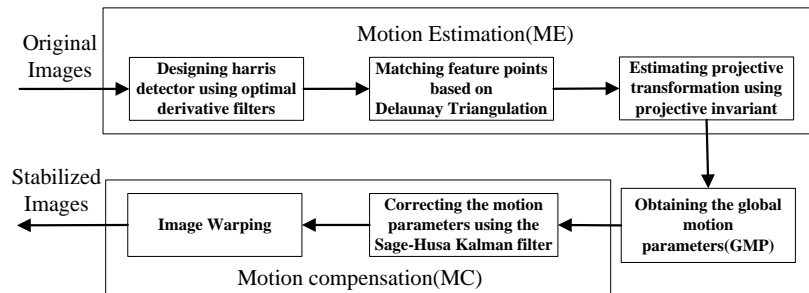 Original
Images
Motion Estimation(ME)
Designing harris
detector using optimal
derivative filters
Matching feature points
based on
Delaunay Triangulation
Estimating projective
transformation using
projective invariant
Stabilized
Images
Image Warping
Correcting the motion
parameters using the
Sage-Husa Kalman filter
Obtaining the global
motion
parameters(GMP)
Motion compensation(MC)